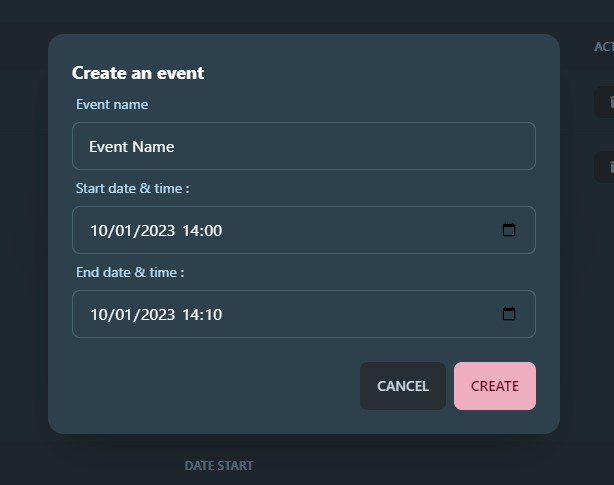 ACT
Create an event
Event name
Event Name
Start date & time :
10/01/2023 14:00
End date & time :
10/01/2023 14:10
CANCEL CREATE
DATE START